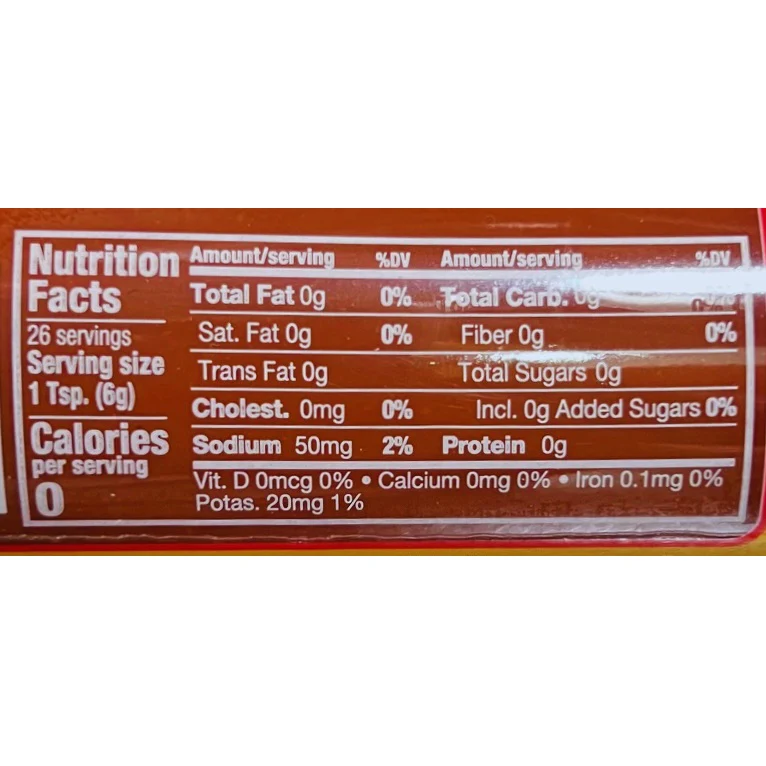 Nutrition
Facts
26 servings
Serving size
1 Tsp. (6g)
Calories
per serving
0
Amount/serving %DV
Total Fat 0g 0%
Sat. Fat 0g 0%
Trans Fat 0g
Cholest. 0mg 0%
Sodium 50mg 2%
Amount/serving %DV
Total Carb. 0g
Fiber 0g 0%
Total Sugars 0g
Incl. 0g Added Sugars 0%
Protein 0g
Vit. D 0mcg 0% • Calcium 0mg 0% • Iron 0.1mg 0%
Potas. 20mg 1%